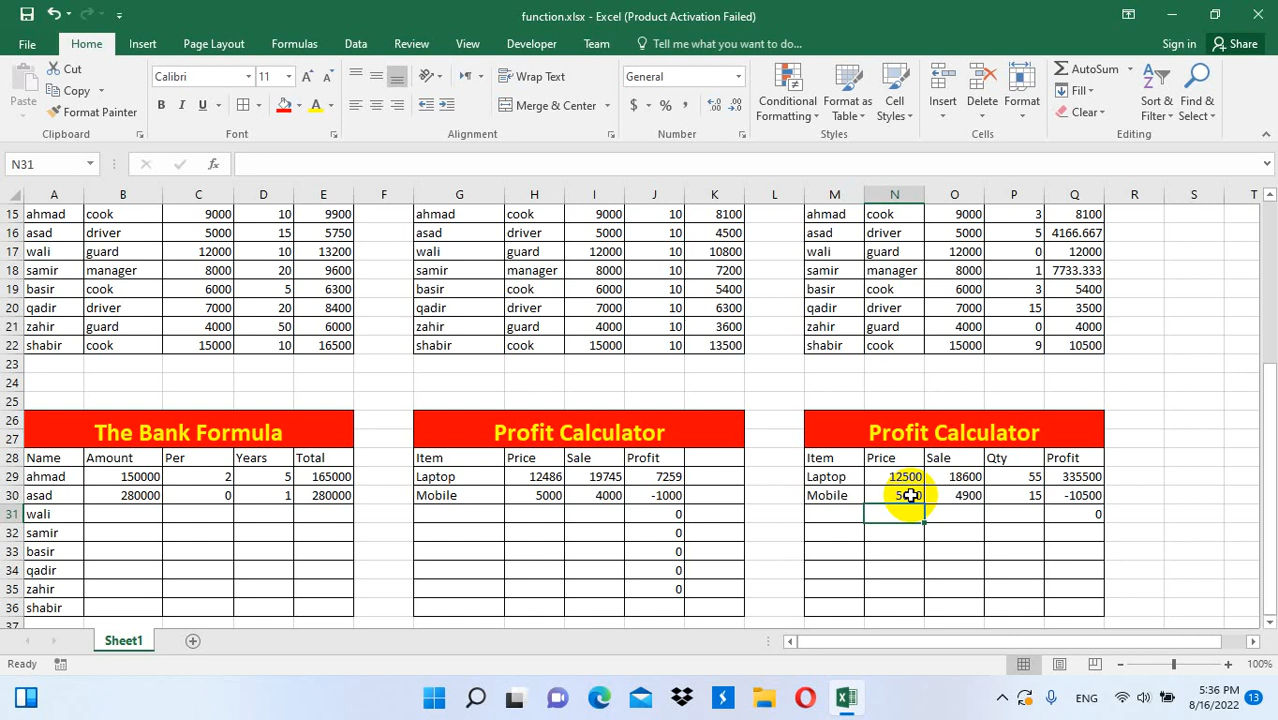 function.xlsx - Excel (Product Activation Failed)
File Home Insert Page Layout Formulas Data Review View Developer Team Tell me what you want to do... Sign in Share
Paste Cut Copy Format Painter Clipboard
Calibri 11 B I U A A Font
Wrap Text Merge & Center Alignment
General $ % Number
Conditional Formatting Format as Table Cell Styles Styles
Insert Delete Format Cells
AutoSum Fill Clear Sort & Filter Find & Select Editing
N31 fx
A B C D E F G H I J K L M N O P Q R S T
15 ahmad cook 9000 10 9900 ahmad cook 9000 10 8100 ahmad cook 9000 3 8100
16 asad driver 5000 15 5750 asad driver 5000 10 4500 asad driver 5000 5 4166.667
17 wali guard 12000 10 13200 wali guard 12000 10 10800 wali guard 12000 0 12000
18 samir manager 8000 20 9600 samir manager 8000 10 7200 samir manager 8000 1 7733.333
19 basir cook 6000 5 6300 basir cook 6000 10 5400 basir cook 6000 3 5400
20 qadir driver 7000 20 8400 qadir driver 7000 10 6300 qadir driver 7000 15 3500
21 zahir guard 4000 50 6000 zahir guard 4000 10 3600 zahir guard 4000 0 4000
22 shabir cook 15000 10 16500 shabir cook 15000 10 13500 shabir cook 15000 9 10500
23
24
25
26
27 The Bank Formula Profit Calculator Profit Calculator
28 Name Amount Per Years Total Item Price Sale Profit Item Price Sale Qty Profit
29 ahmad 150000 2 5 165000 Laptop 12486 19745 7259 Laptop 12500 18600 55 335500
30 asad 280000 0 1 280000 Mobile 5000 4000 -1000 Mobile 4900 15 -10500
31 wali 0 0
32 samir 0
33 basir 0
34 qadir 0
35 zahir 0
36 shabir
37
Sheet1
Ready 100%
ENG 5:36 PM 8/16/2022 13